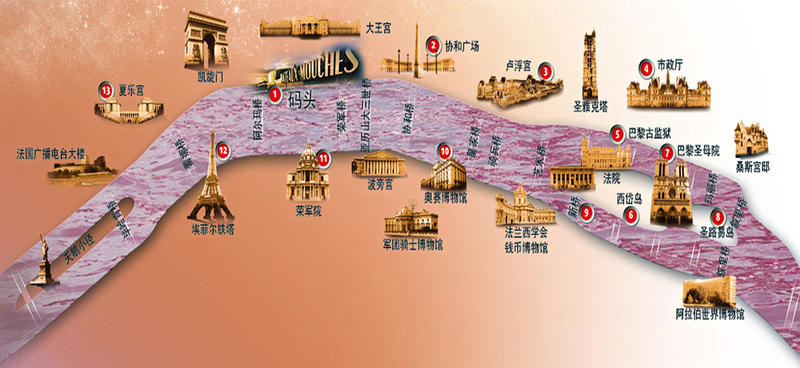 大王宫
凯旋门
2 协和广场
MOUCHES
卢浮宫
3
圣雅克塔
4 市政厅
13 夏乐宫
1 码头
阿尔玛桥
荣军桥
亚历山大三世桥
协和桥
艺术桥
5 巴黎古监狱
7 巴黎圣母院
桑斯宫邸
法国广播电台大楼
12
埃菲尔铁塔
11
荣军院
波旁宫
10
奥赛博物馆
法院
新桥
9
西岱岛
6
8
圣路易岛
天鹅小径
军团骑士博物馆
法兰西学会
钱币博物馆
阿拉伯世界博物馆